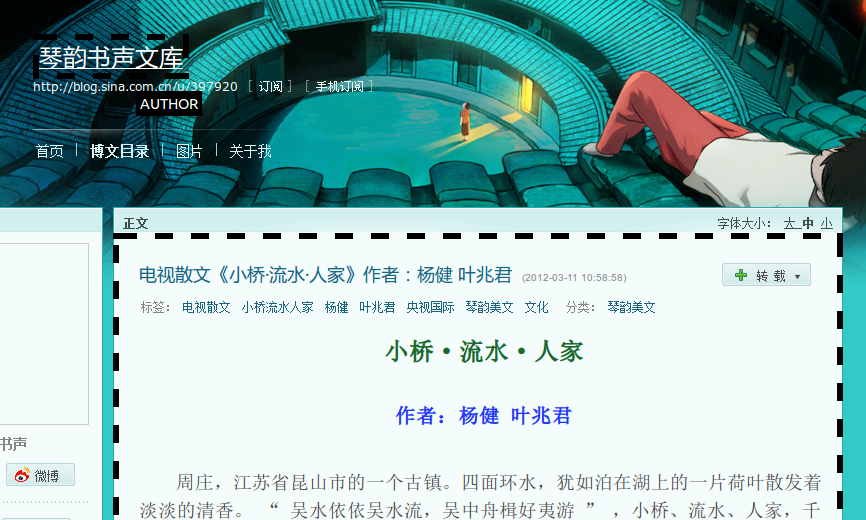 琴韵书声文库
http://blog.sina.com.cn/u/397920 [订阅] [手机订阅]
AUTHOR
首页 博文目录 图片 关于我
正文 字体大小： 大 中 小
电视散文《小桥·流水·人家》作者：杨健 叶兆君 (2012-03-11 10:58:58) 转载
标签： 电视散文 小桥流水人家 杨健 叶兆君 央视国际 琴韵美文 文化 分类： 琴韵美文
小桥·流水·人家
作者：杨健 叶兆君
书声
微博
周庄，江苏省昆山市的一个古镇。四面环水，犹如泊在湖上的一片荷叶散发着
淡淡的清香。 “ 吴水依依吴水流，吴中舟楫好夷游 ” ，小桥、流水、人家，千